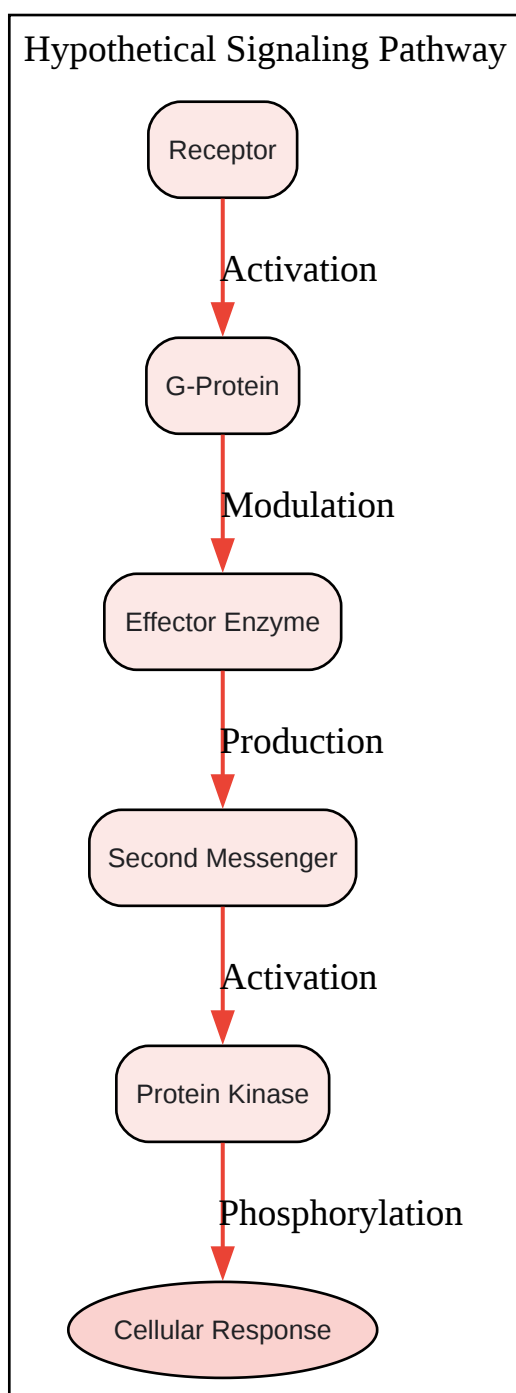 Hypothetical Signaling Pathway
Receptor
Activation
G-Protein
Modulation
Effector Enzyme
Production
Second Messenger
Activation
Protein Kinase
Phosphorylation
Cellular Response